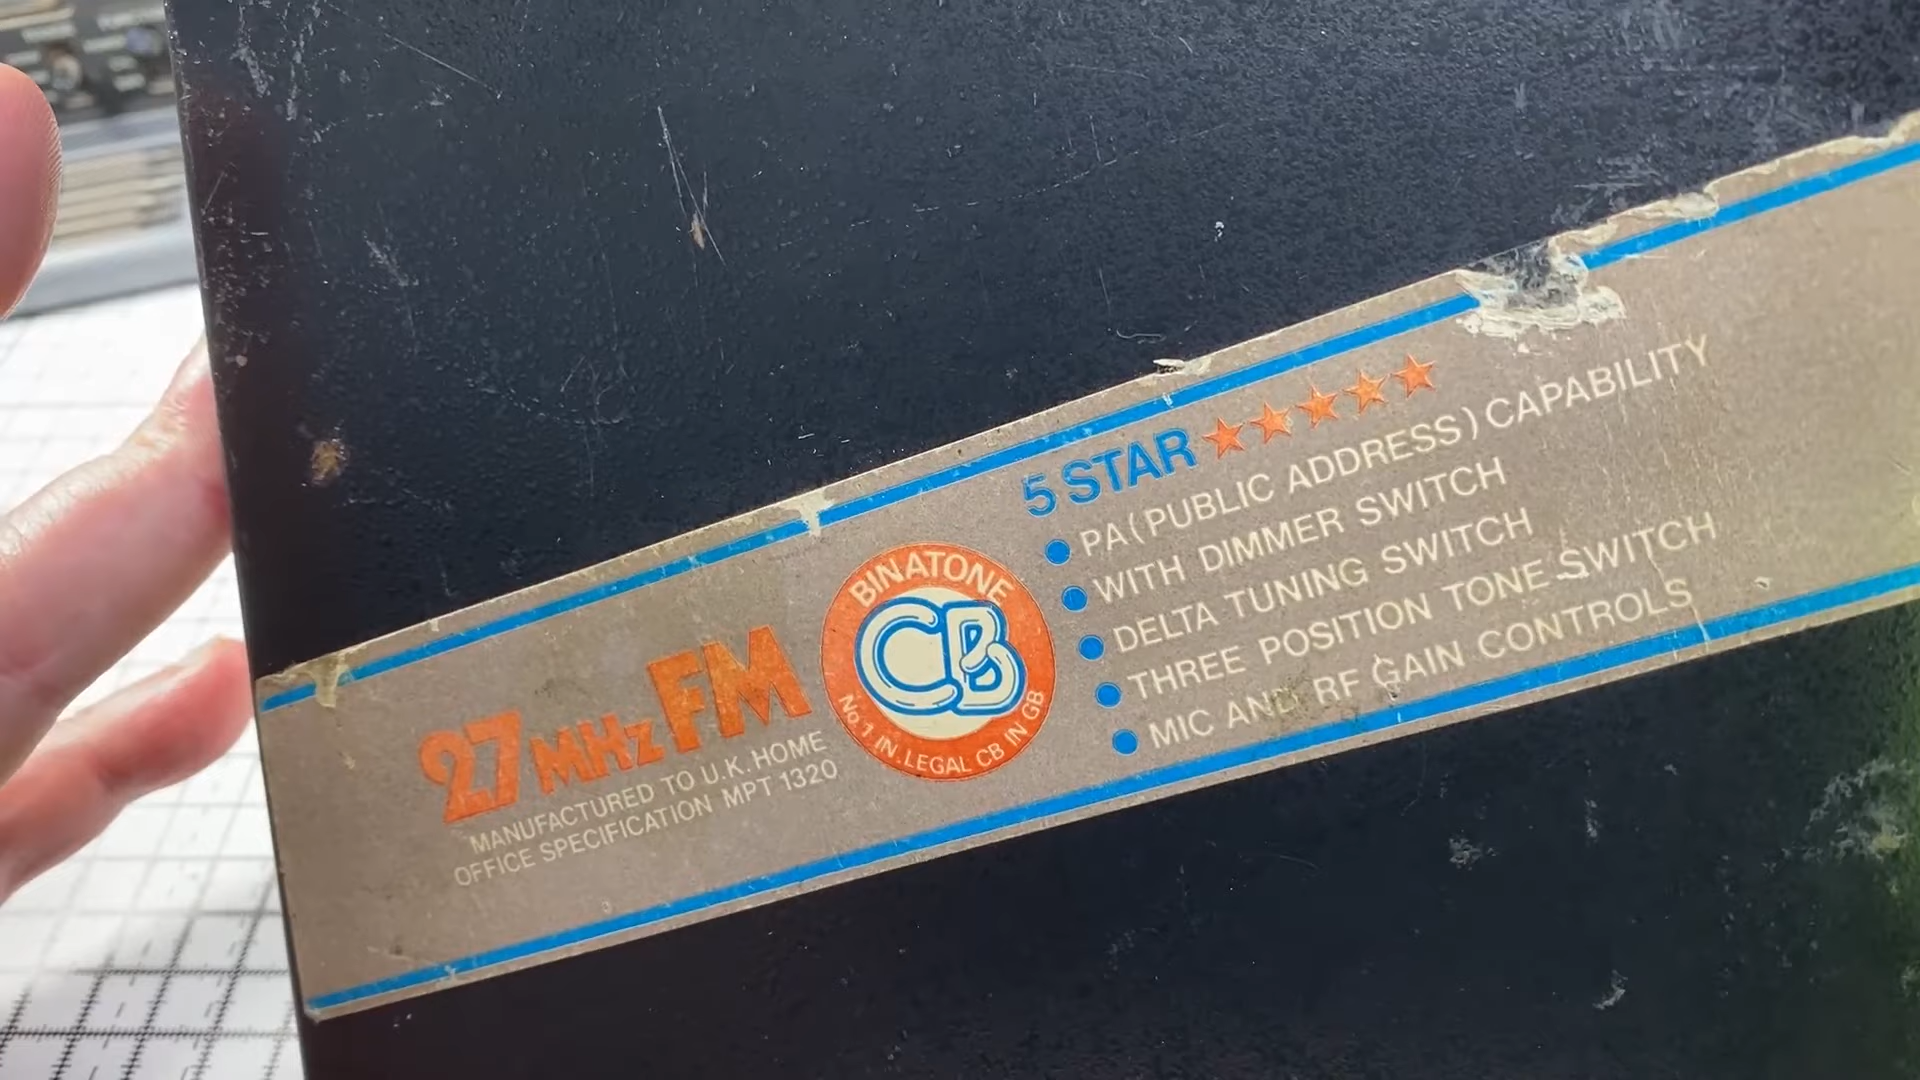 27 MHz FM
MANUFACTURED TO U.K. HOME
OFFICE SPECIFICATION MPT 1320
BINATONE
CB
No.1 IN LEGAL CB IN GB
5 STAR ★★★★★
● PA (PUBLIC ADDRESS) CAPABILITY
● WITH DIMMER SWITCH
● DELTA TUNING SWITCH
● THREE POSITION TONE SWITCH
● MIC AND RF GAIN CONTROLS